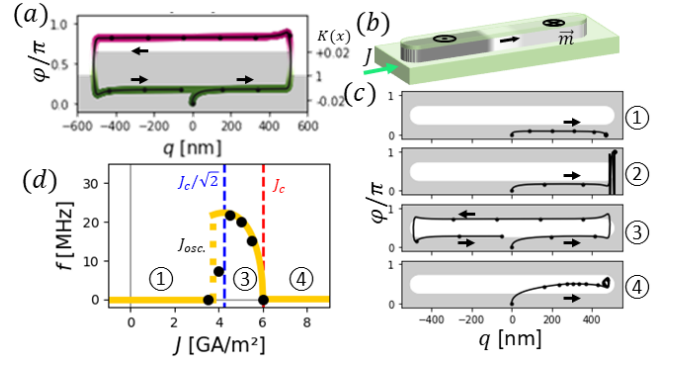 (a)
1.0
0.5
0.0
φ/π
K(x)
+0.02
1
-0.02
−600 −400 −200 0 200 400 600
q [nm]
(b)
J
m⃗
(c)
1
0
①
1
0
②
1
0
③
1
0
④
φ/π
−400 −200 0 200 400
q [nm]
(d)
J_c/√2
J_c
30
20
10
0
f [MHz]
J_osc.
① ③ ④
0 2 4 6 8
J [GA/m²]